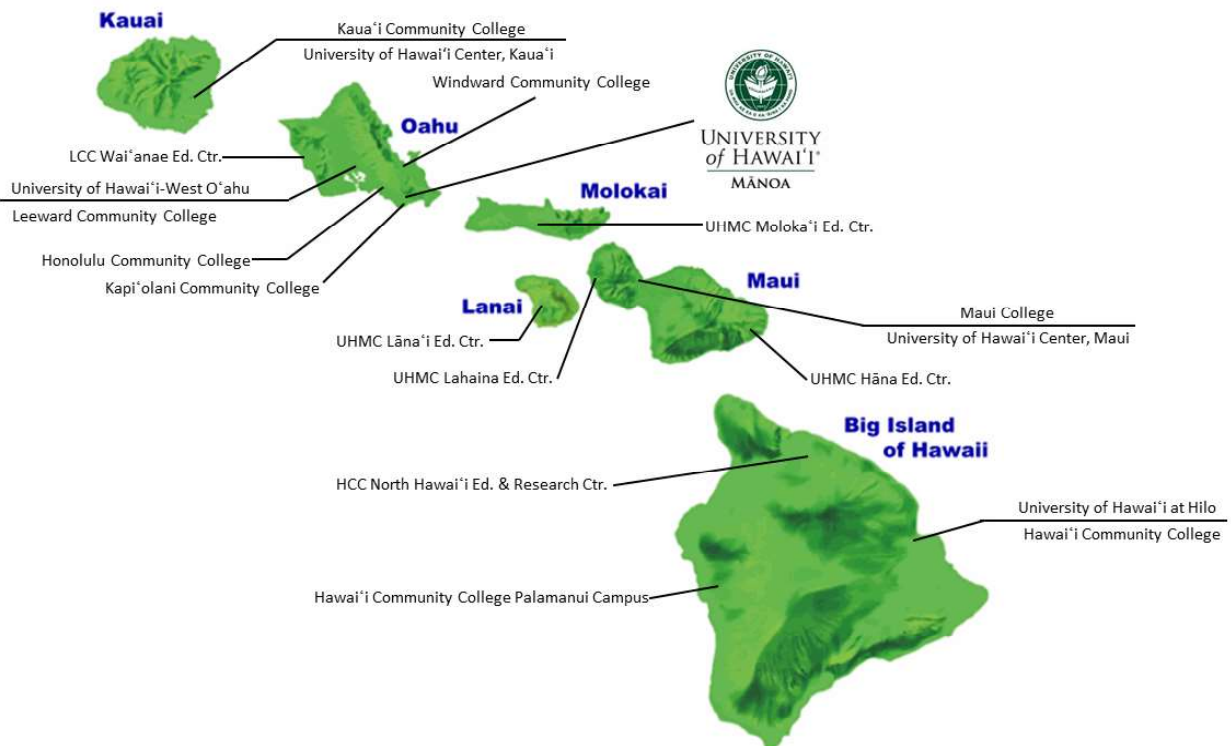 Kauai
Kauaʻi Community College
University of Hawaiʻi Center, Kauaʻi
Windward Community College
UNIVERSITY
of HAWAIʻI®
MĀNOA
Oahu
LCC Waiʻanae Ed. Ctr.
University of Hawaiʻi-West Oʻahu
Leeward Community College
Molokai
UHMC Molokaʻi Ed. Ctr.
Honolulu Community College
Kapiʻolani Community College
Lanai
Maui
Maui College
University of Hawaiʻi Center, Maui
UHMC Lānaʻi Ed. Ctr.
UHMC Lahaina Ed. Ctr.
UHMC Hāna Ed. Ctr.
Big Island
of Hawaii
HCC North Hawaiʻi Ed. & Research Ctr.
University of Hawaiʻi at Hilo
Hawaiʻi Community College
Hawaiʻi Community College Palamanui Campus